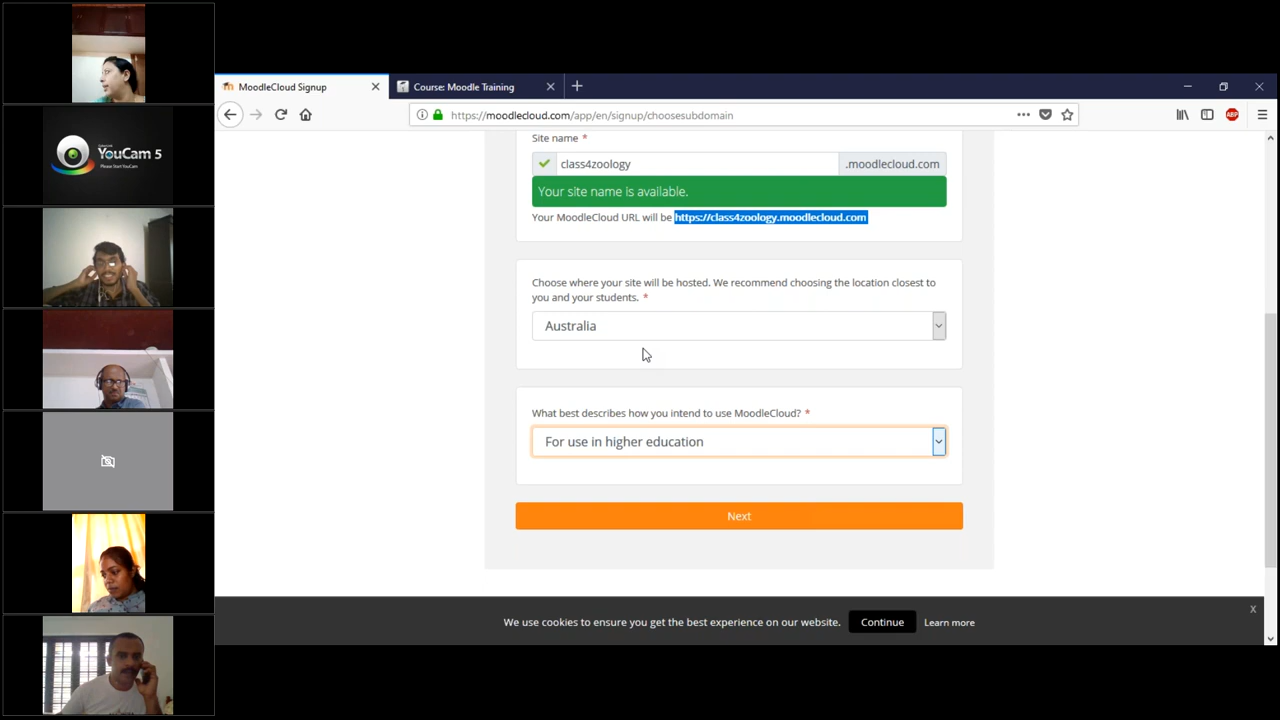 YouCam 5
Please Start YouCam
MoodleCloud Signup
Course: Moodle Training
https://moodlecloud.com/app/en/signup/choosesubdomain
ABP
Site name *
class4zoology
.moodlecloud.com
Your site name is available.
Your MoodleCloud URL will be https://class4zoology.moodlecloud.com
Choose where your site will be hosted. We recommend choosing the location closest to
you and your students. *
Australia
What best describes how you intend to use MoodleCloud? *
For use in higher education
Next
We use cookies to ensure you get the best experience on our website.
Continue
Learn more
X